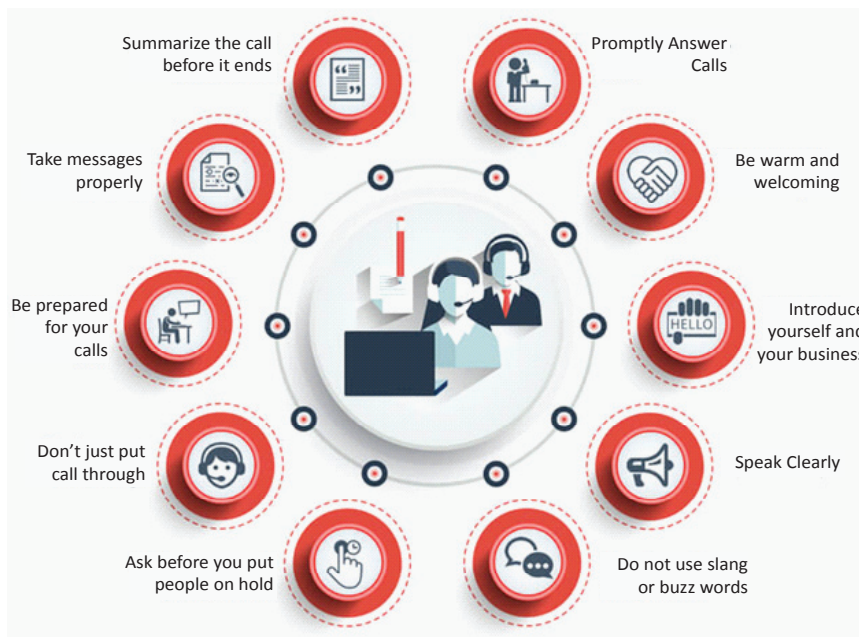 Promptly Answer
Calls
Be warm and
welcoming
HELLO
Introduce
yourself and
your business
Speak Clearly
Do not use slang
or buzz words
Ask before you put
people on hold
Don't just put
call through
Be prepared
for your
calls
Take messages
properly
Summarize the call
before it ends